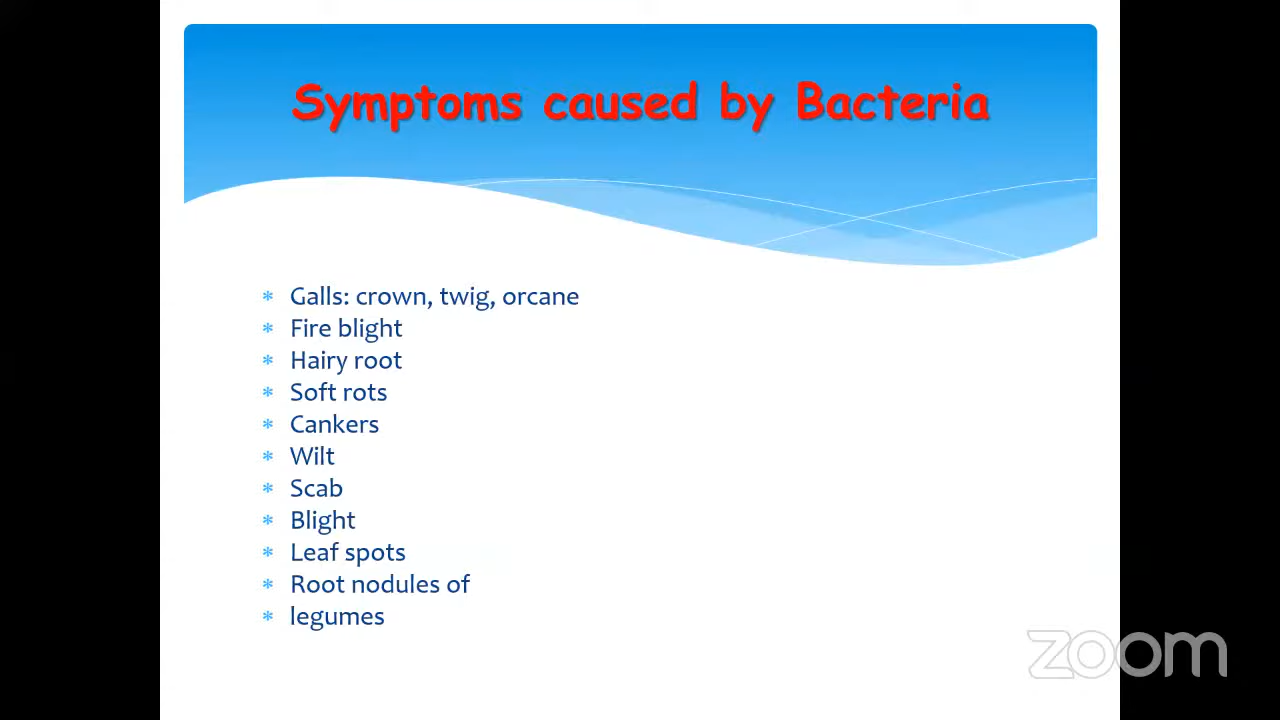 Symptoms caused by Bacteria
* Galls: crown, twig, orcane
* Fire blight
* Hairy root
* Soft rots
* Cankers
* Wilt
* Scab
* Blight
* Leaf spots
* Root nodules of
* legumes
zoom